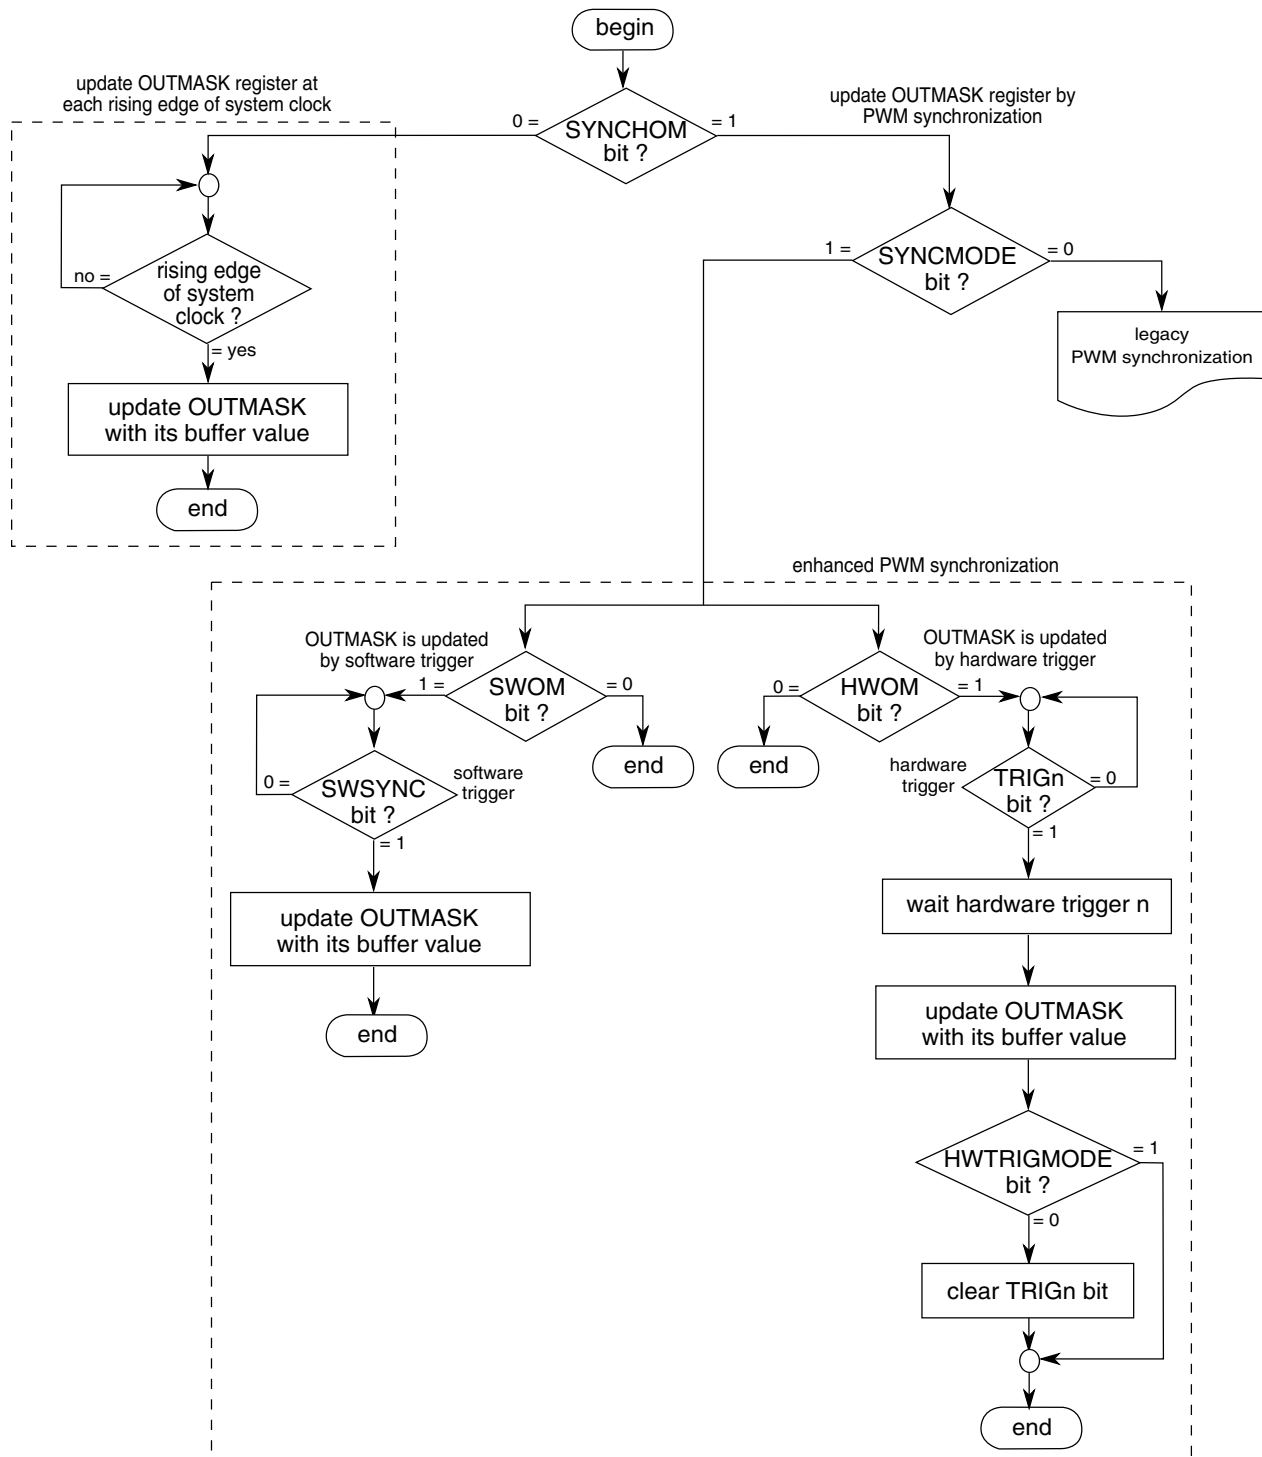 begin
update OUTMASK register at
each rising edge of system clock
update OUTMASK register by
PWM synchronization
0 =
SYNCHOM
bit ?
= 1
rising edge
of system
clock ?
no =
= yes
update OUTMASK
with its buffer value
end
1 =
SYNCMODE
bit ?
= 0
legacy
PWM synchronization
enhanced PWM synchronization
OUTMASK is updated
by software trigger
1 =
SWOM
bit ?
= 0
end
0 =
SWSYNC
bit ?
software
trigger
= 1
update OUTMASK
with its buffer value
end
OUTMASK is updated
by hardware trigger
0 =
HWOM
bit ?
= 1
end
hardware
trigger
TRIGn
bit ?
= 0
= 1
wait hardware trigger n
update OUTMASK
with its buffer value
HWTRIGMODE
bit ?
= 1
= 0
clear TRIGn bit
end